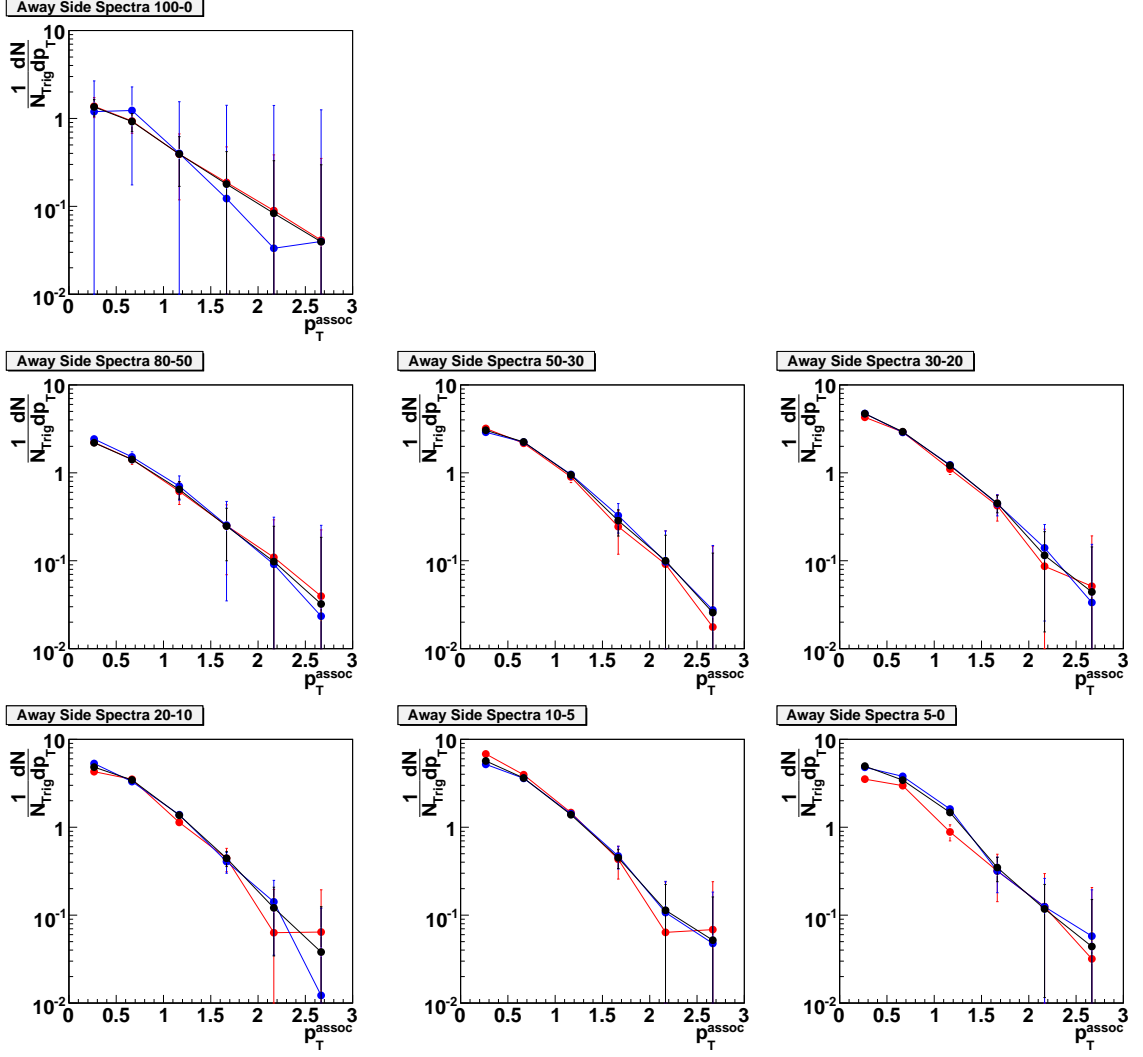 Away Side Spectra 100-0
1 dN
N_Trig dp_T
10
1
10^-1
10^-2
0 0.5 1 1.5 2 2.5 3
p_T^assoc
Away Side Spectra 80-50
1 dN
N_Trig dp_T
10
1
10^-1
10^-2
0 0.5 1 1.5 2 2.5 3
p_T^assoc
Away Side Spectra 50-30
1 dN
N_Trig dp_T
10
1
10^-1
10^-2
0 0.5 1 1.5 2 2.5 3
p_T^assoc
Away Side Spectra 30-20
1 dN
N_Trig dp_T
10
1
10^-1
10^-2
0 0.5 1 1.5 2 2.5 3
p_T^assoc
Away Side Spectra 20-10
1 dN
N_Trig dp_T
10
1
10^-1
10^-2
0 0.5 1 1.5 2 2.5 3
p_T^assoc
Away Side Spectra 10-5
1 dN
N_Trig dp_T
10
1
10^-1
10^-2
0 0.5 1 1.5 2 2.5 3
p_T^assoc
Away Side Spectra 5-0
1 dN
N_Trig dp_T
10
1
10^-1
10^-2
0 0.5 1 1.5 2 2.5 3
p_T^assoc